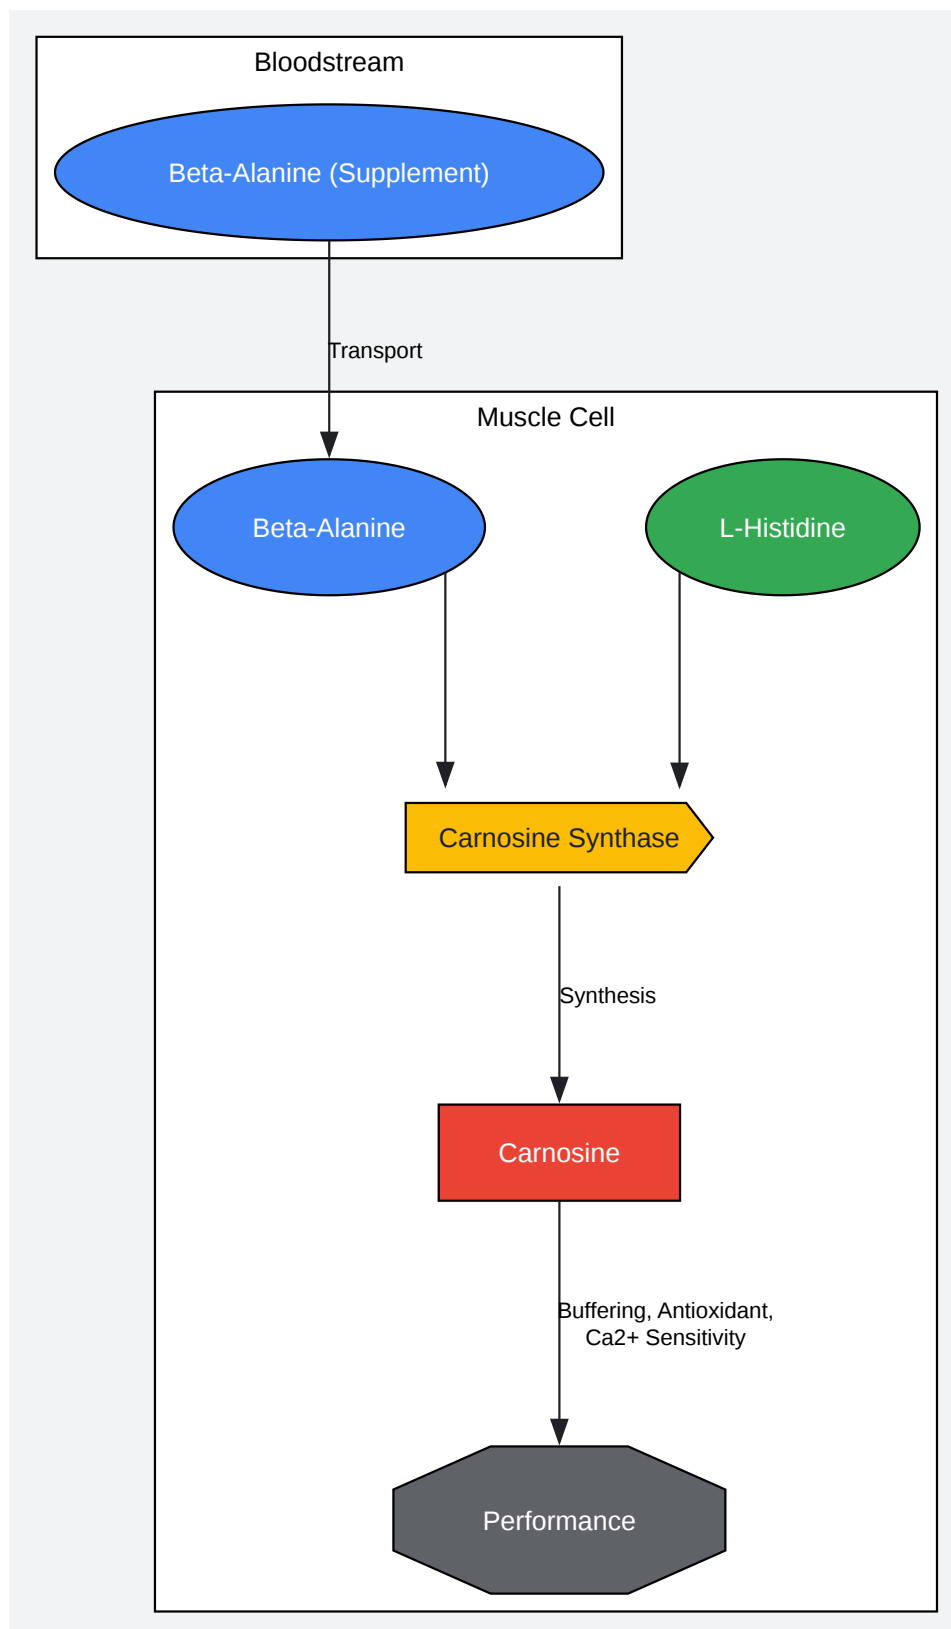 Bloodstream
Beta-Alanine (Supplement)
Transport
Muscle Cell
Beta-Alanine
L-Histidine
Carnosine Synthase
Synthesis
Carnosine
Buffering, Antioxidant,
Ca2+ Sensitivity
Performance